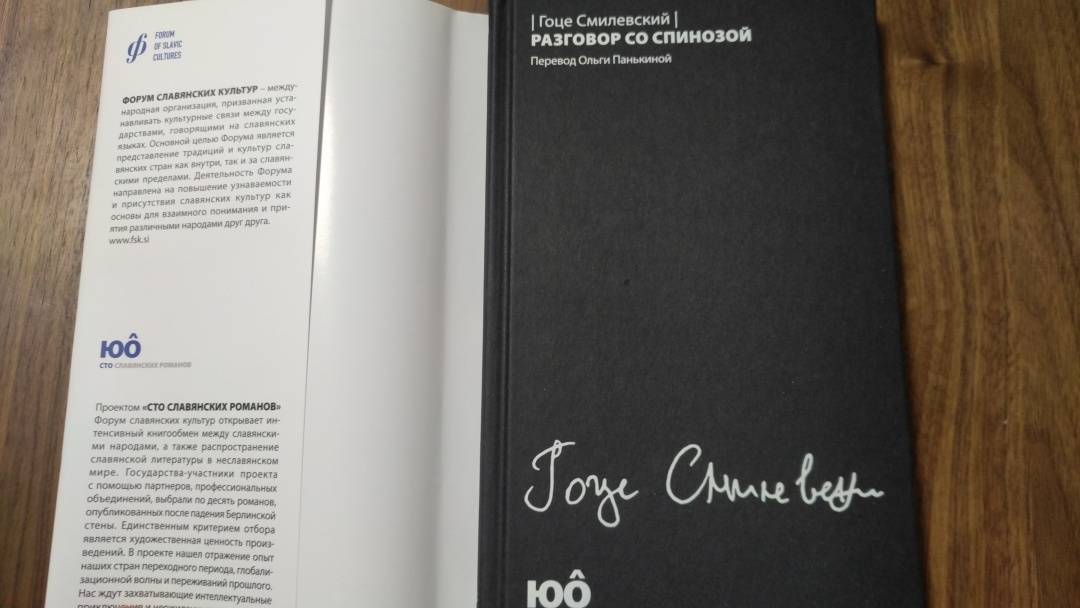 FORUM
OF SLAVIC
CULTURES
ФОРУМ СЛАВЯНСКИХ КУЛЬТУР – между-
народная организация, призванная уста-
навливать культурные связи между госу-
дарствами, говорящими на славянских
языках. Основной целью Форума является
представление традиций и культур сла-
вянских стран как внутри, так и за славян-
скими пределами. Деятельность Форума
направлена на повышение узнаваемости
и присутствия славянских культур как
основы для взаимного понимания и при-
ятия различными народами друг друга.
www.fsk.si
юô
СТО СЛАВЯНСКИХ РОМАНОВ
Проектом «СТО СЛАВЯНСКИХ РОМАНОВ»
Форум славянских культур открывает ин-
тенсивный книгообмен между славянски-
ми народами, а также распространение
славянской литературы в неславянском
мире. Государства-участники проекта
с помощью партнеров, профессиональных
объединений, выбрали по десять романов,
опубликованных после падения Берлинской
стены. Единственным критерием отбора
является художественная ценность произ-
ведений. В проекте нашел отражение опыт
наших стран переходного периода, глобали-
зационной войны и переживаний прошлого.
Нас ждут захватывающие интеллектуальные
приключения и
| Гоце Смилевский |
РАЗГОВОР СО СПИНОЗОЙ
Перевод Ольги Панькиной
Гоце Смилевски
юô